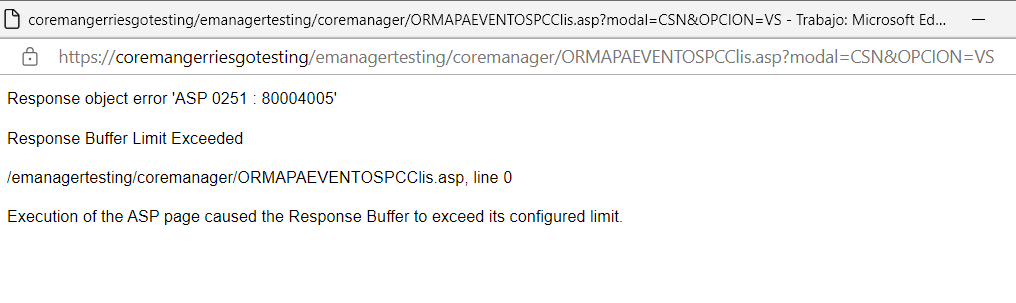 coremangerriesgotesting/emanagertesting/coremanager/ORMAPAEVENTOSPCClis.asp?modal=CSN&OPCION=VS - Trabajo: Microsoft Ed...
https://coremangerriesgotesting/emanagertesting/coremanager/ORMAPAEVENTOSPCClis.asp?modal=CSN&OPCION=VS
Response object error 'ASP 0251 : 80004005'
Response Buffer Limit Exceeded
/emanagertesting/coremanager/ORMAPAEVENTOSPCClis.asp, line 0
Execution of the ASP page caused the Response Buffer to exceed its configured limit.